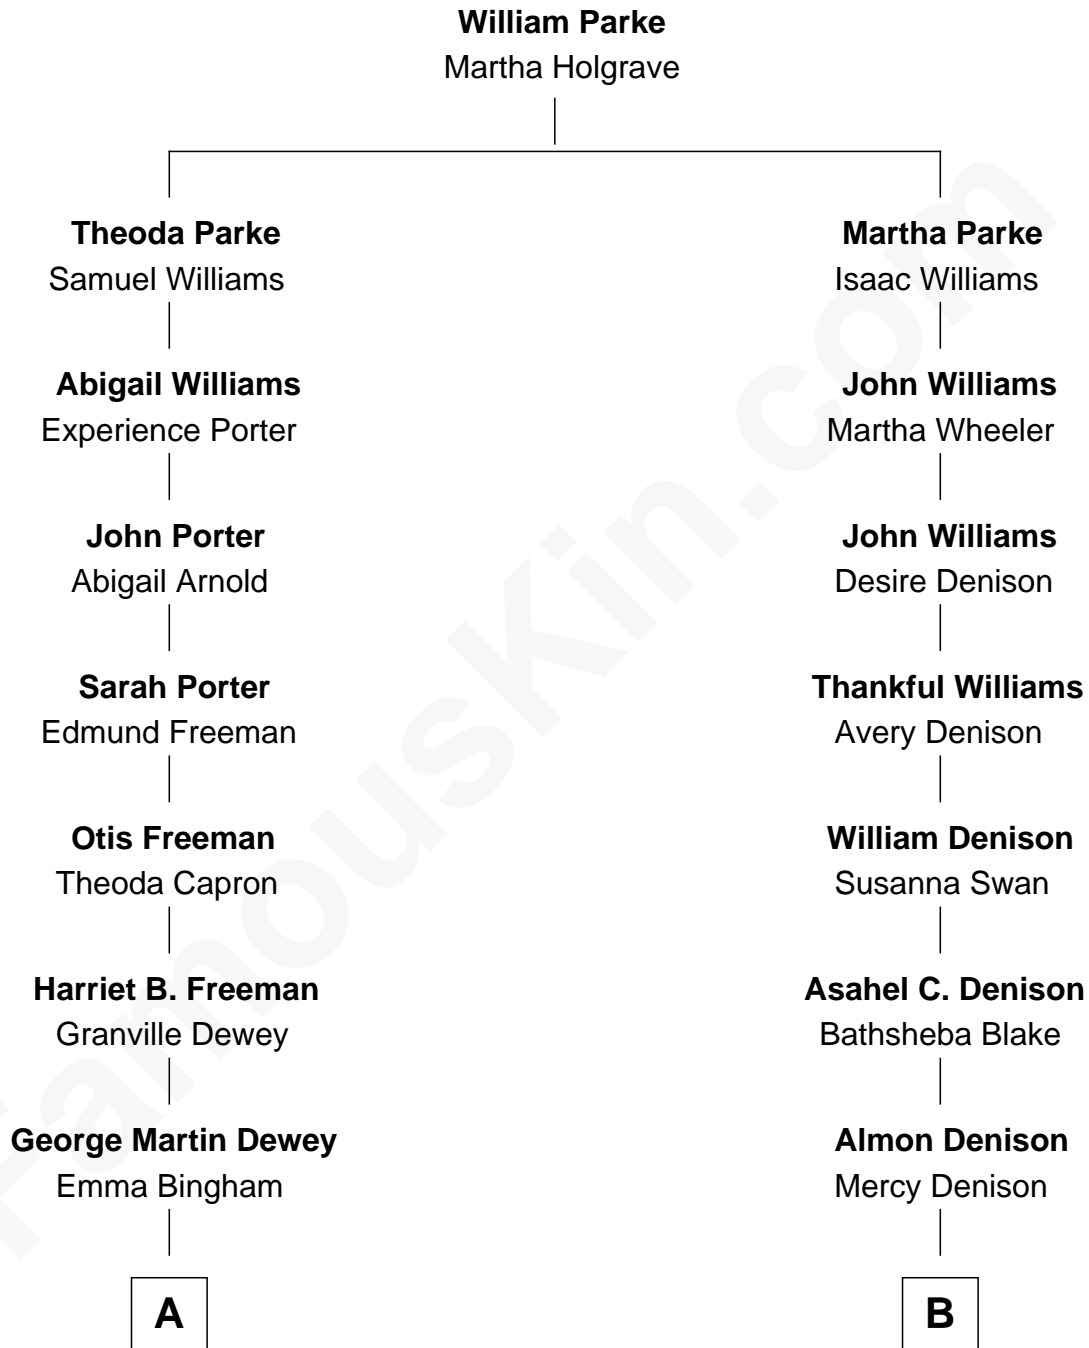 William Parke
Martha Holgrave
Theoda Parke
Samuel Williams
Martha Parke
Isaac Williams
Abigail Williams
Experience Porter
John Williams
Martha Wheeler
John Porter
Abigail Arnold
John Williams
Desire Denison
Sarah Porter
Edmund Freeman
Thankful Williams
Avery Denison
Otis Freeman
Theoda Capron
William Denison
Susanna Swan
Harriet B. Freeman
Granville Dewey
Asahel C. Denison
Bathsheba Blake
George Martin Dewey
Emma Bingham
Almon Denison
Mercy Denison
A
B
FamousKin.com